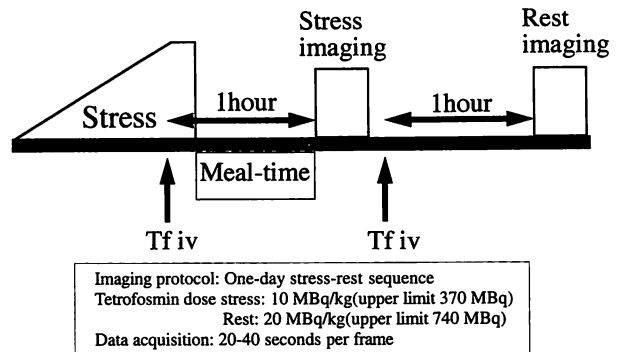 Stress
imaging
Rest
imaging
Stress
1hour
1hour
Meal-time
Tf iv
Tf iv
Imaging protocol: One-day stress-rest sequence
Tetrofosmin dose stress: 10 MBq/kg(upper limit 370 MBq)
Rest: 20 MBq/kg(upper limit 740 MBq)
Data acquisition: 20-40 seconds per frame